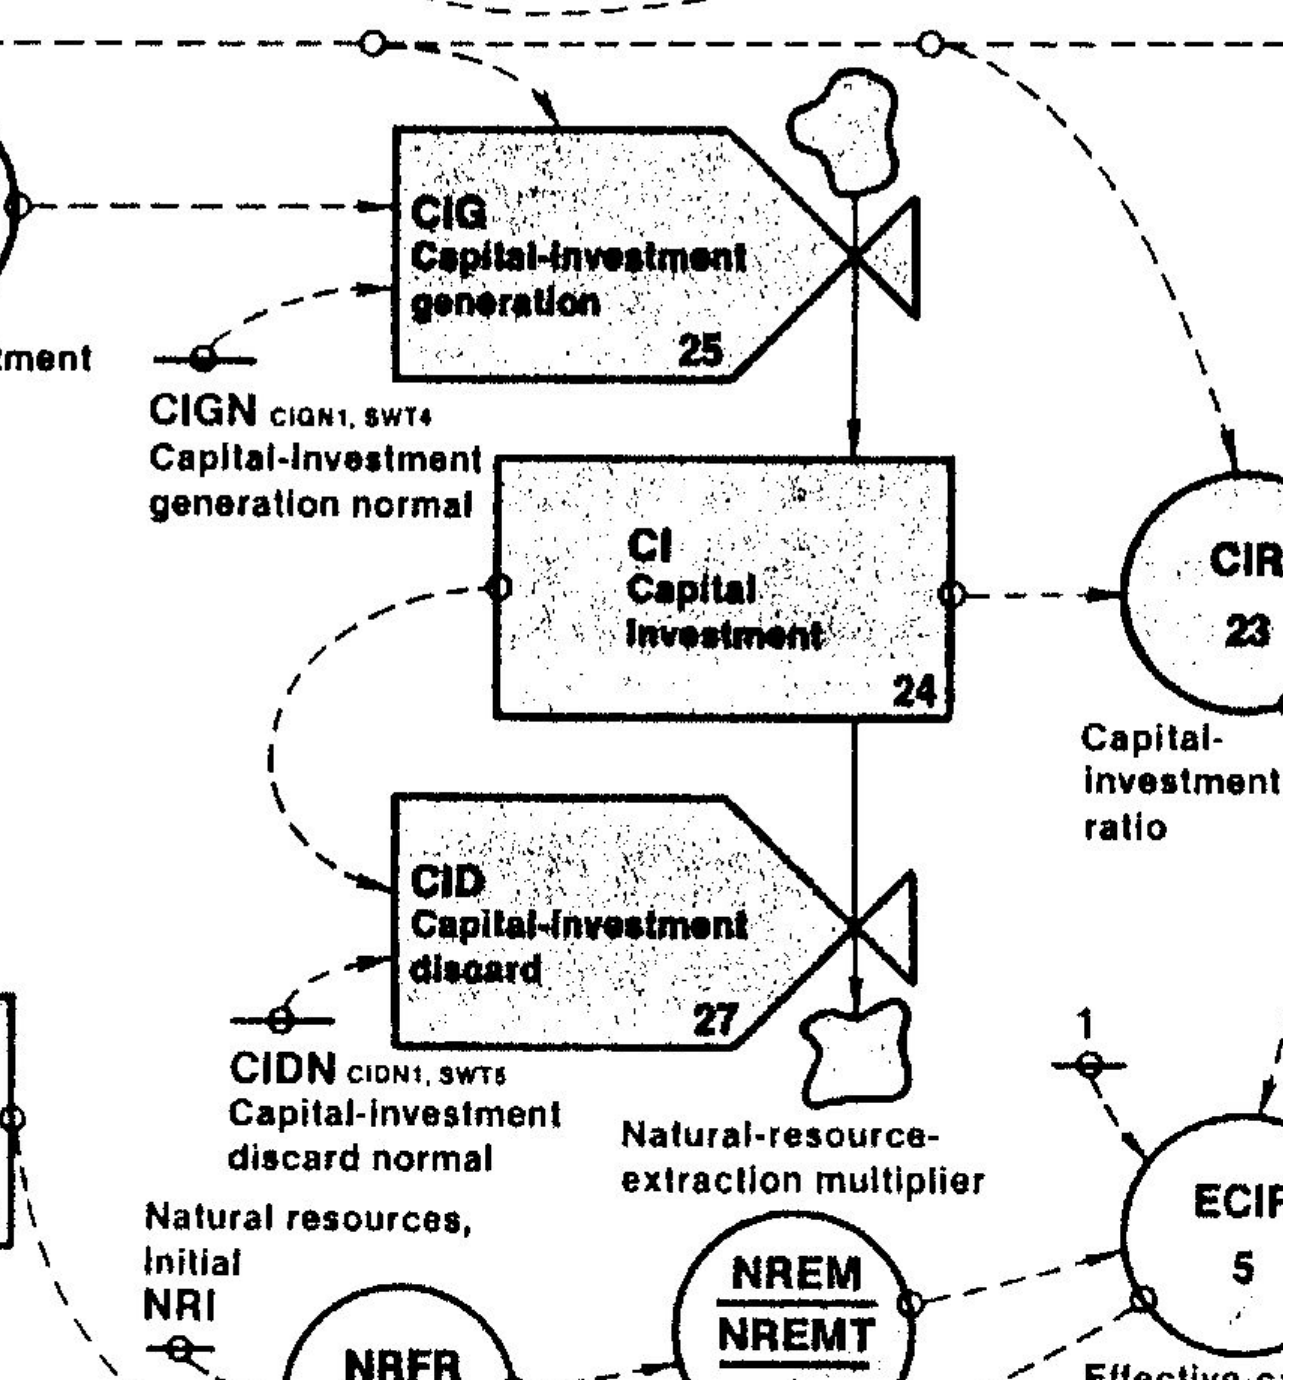 CIG
Capital-investment
generation
25
tment
CIGN CIGN1, SWT4
Capital-investment
generation normal
CI
Capital
investment
24
CIR
23
Capital-
investment
ratio
CID
Capital-investment
discard
27
CIDN CIDN1, SWT5
Capital-investment
discard normal
1
Natural-resource-
extraction multiplier
ECIR
5
Natural resources,
initial
NRI
NREM
NREMT
NRFR